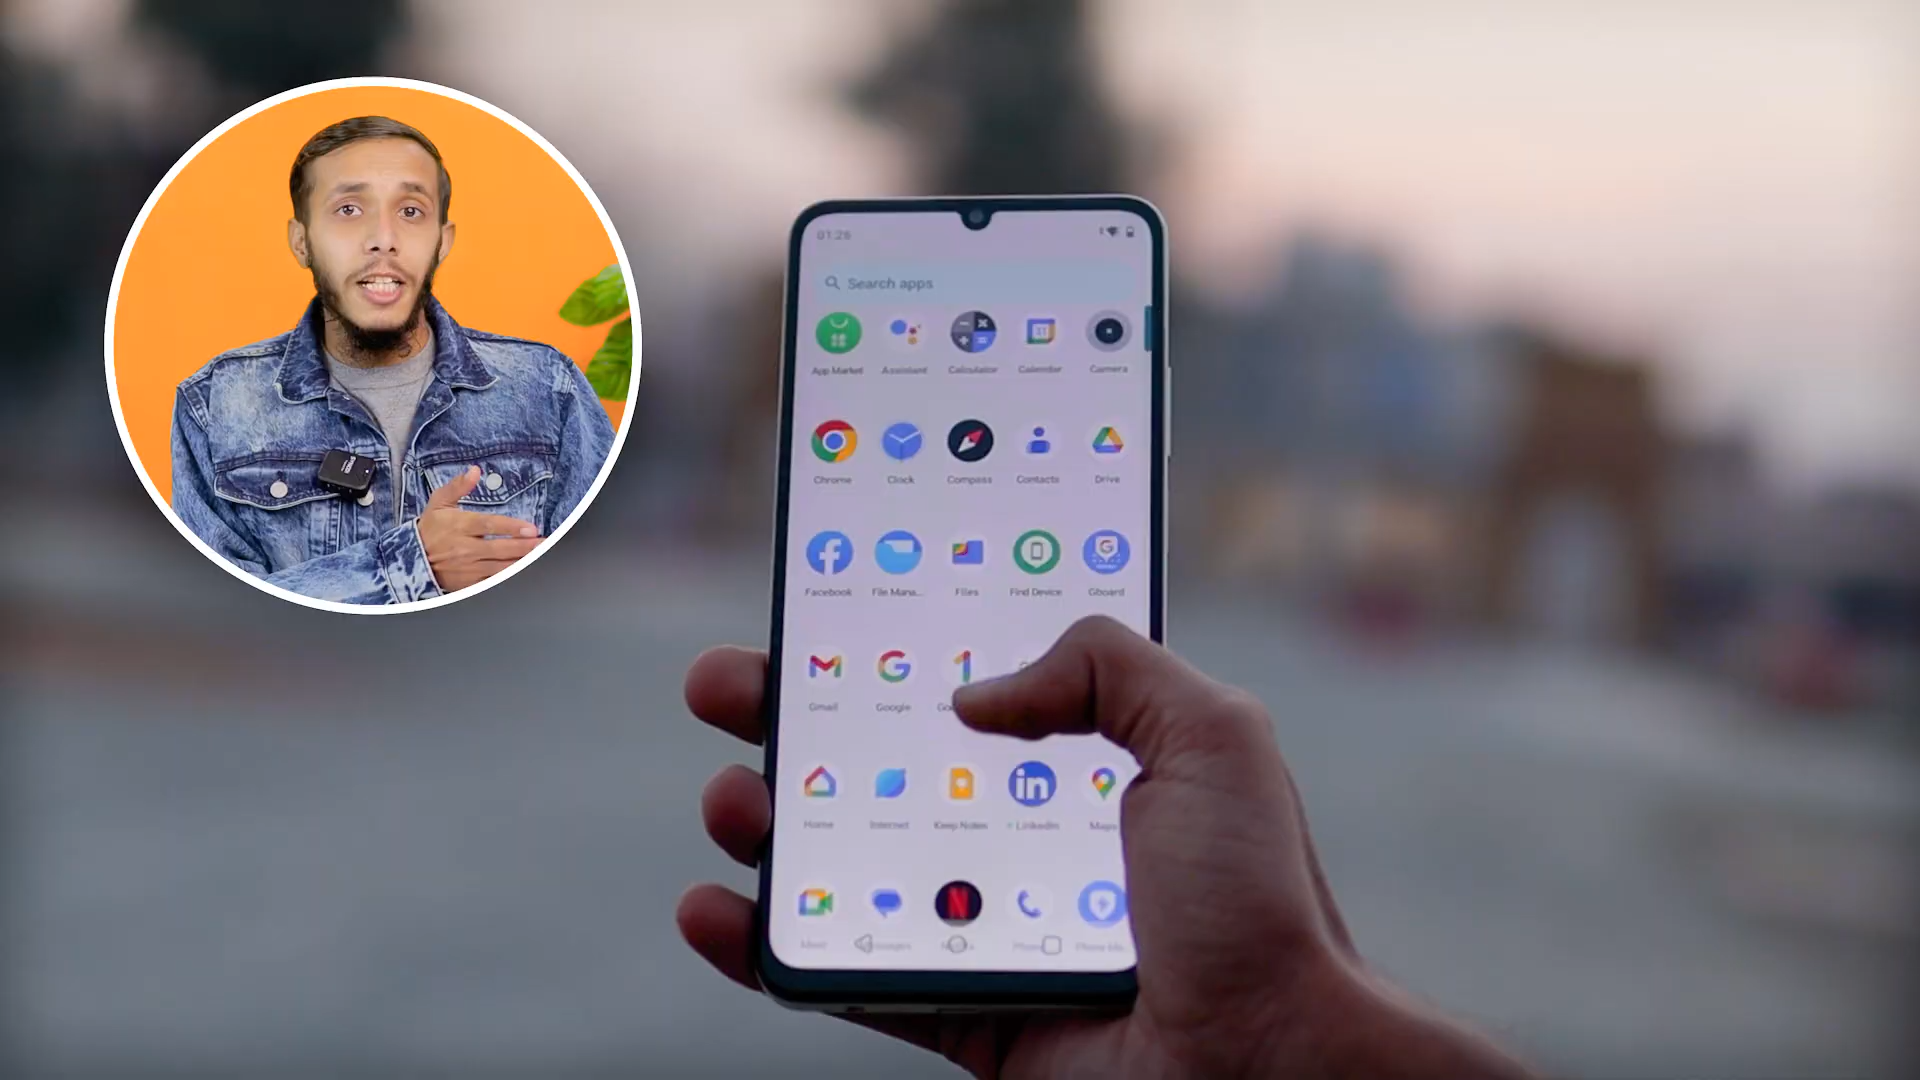 01:26
Search apps
App Market Assistant Calculator Calendar Camera
Chrome Clock Compass Contacts Drive
Facebook File Mana... Files Find Device Gboard
Gmail Google
Home Internet Keep Notes LinkedIn Maps
Meet